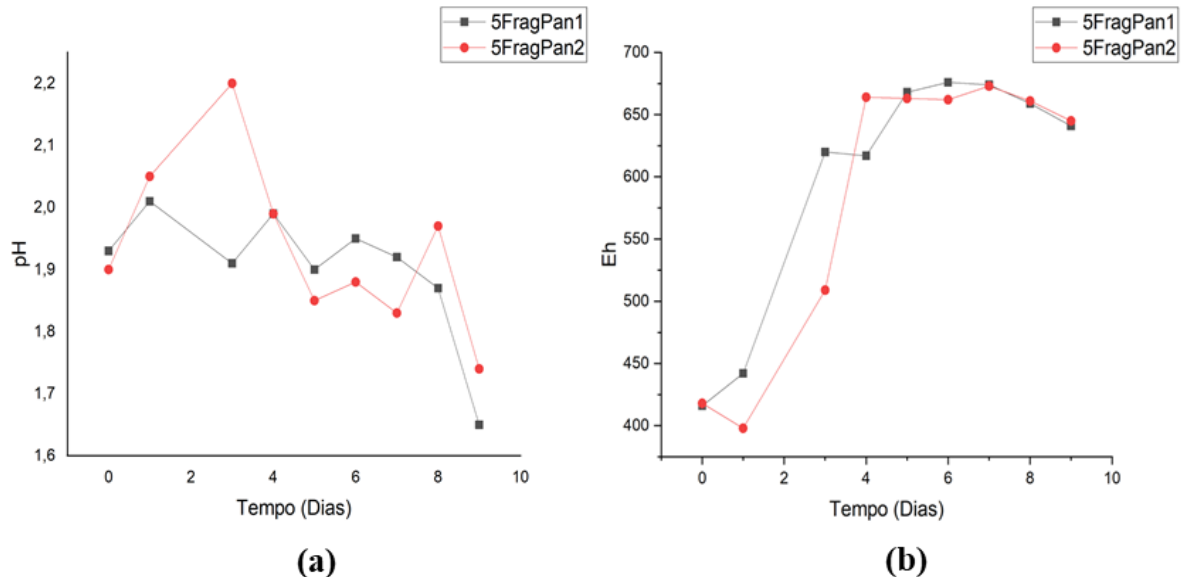 5FragPan1
5FragPan2
2,2
2,1
2,0
1,9
1,8
1,7
1,6
pH
0 2 4 6 8 10
Tempo (Dias)
(a)
5FragPan1
5FragPan2
700
650
600
550
500
450
400
Eh
0 2 4 6 8 10
Tempo (Dias)
(b)